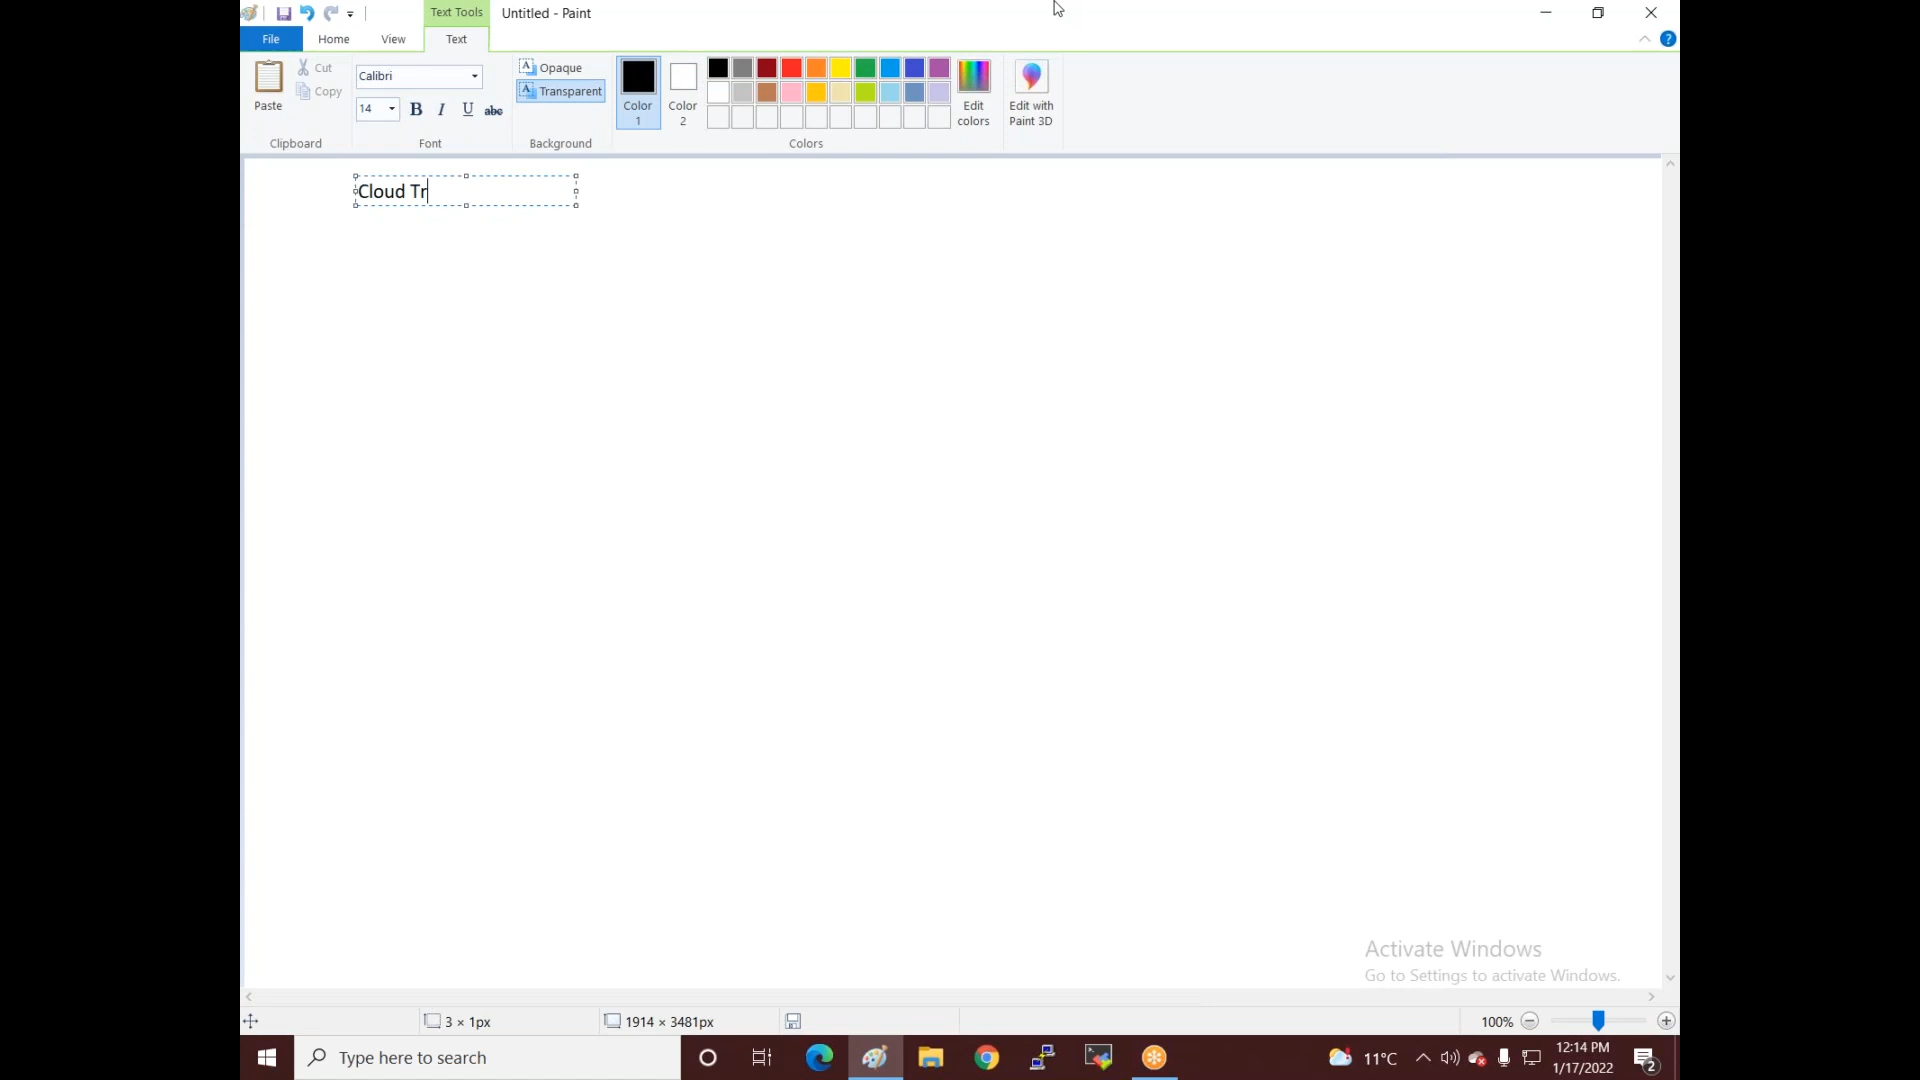 Text Tools
Untitled - Paint
File
Home
View
Text
Paste
Cut
Copy
Clipboard
Calibri
14
B I U abc
Font
A Opaque
A Transparent
Background
Color
1
Color
2
Edit
colors
Colors
Edit with
Paint 3D
?
Cloud Tr
Activate Windows
Go to Settings to activate Windows.
3 × 1px
1914 × 3481px
100%
Type here to search
11°C
12:14 PM
1/17/2022
2